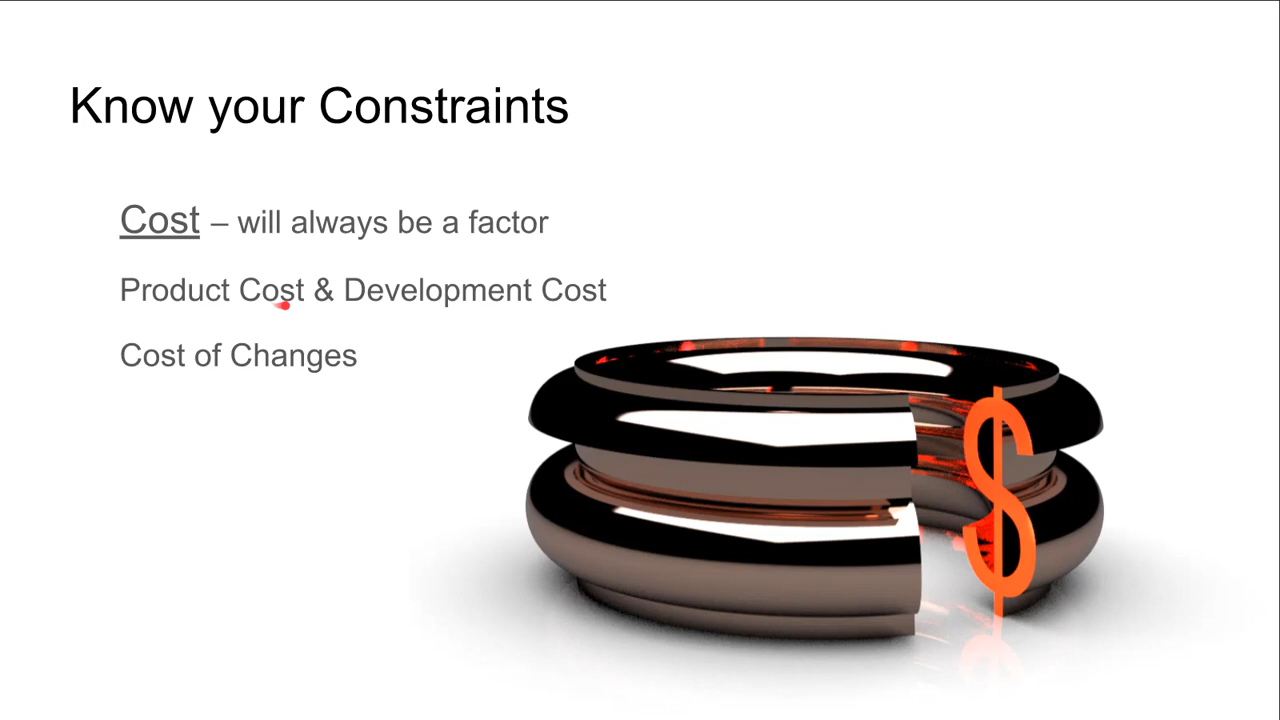 Know your Constraints
Cost – will always be a factor
Product Cost & Development Cost
Cost of Changes
$